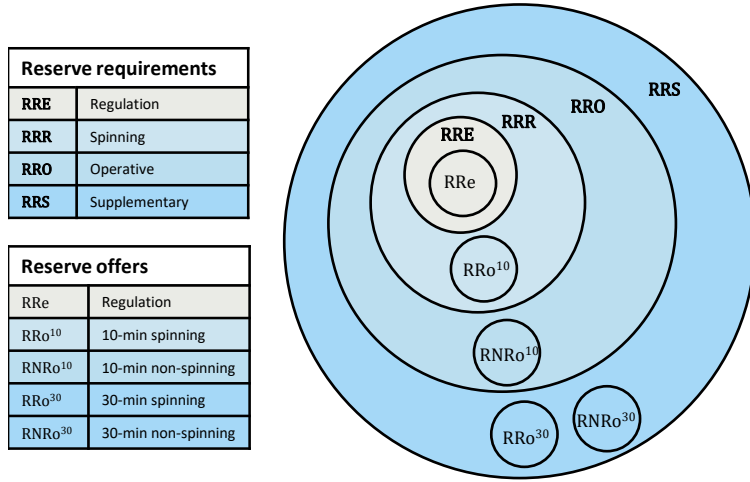 Reserve requirements
RRE Regulation
RRR Spinning
RRO Operative
RRS Supplementary
Reserve offers
RRe Regulation
RRo¹⁰ 10-min spinning
RNRo¹⁰ 10-min non-spinning
RRo³⁰ 30-min spinning
RNRo³⁰ 30-min non-spinning
RRS
RRO
RRR
RRE
RRe
RRo¹⁰
RNRo¹⁰
RNRo³⁰
RRo³⁰